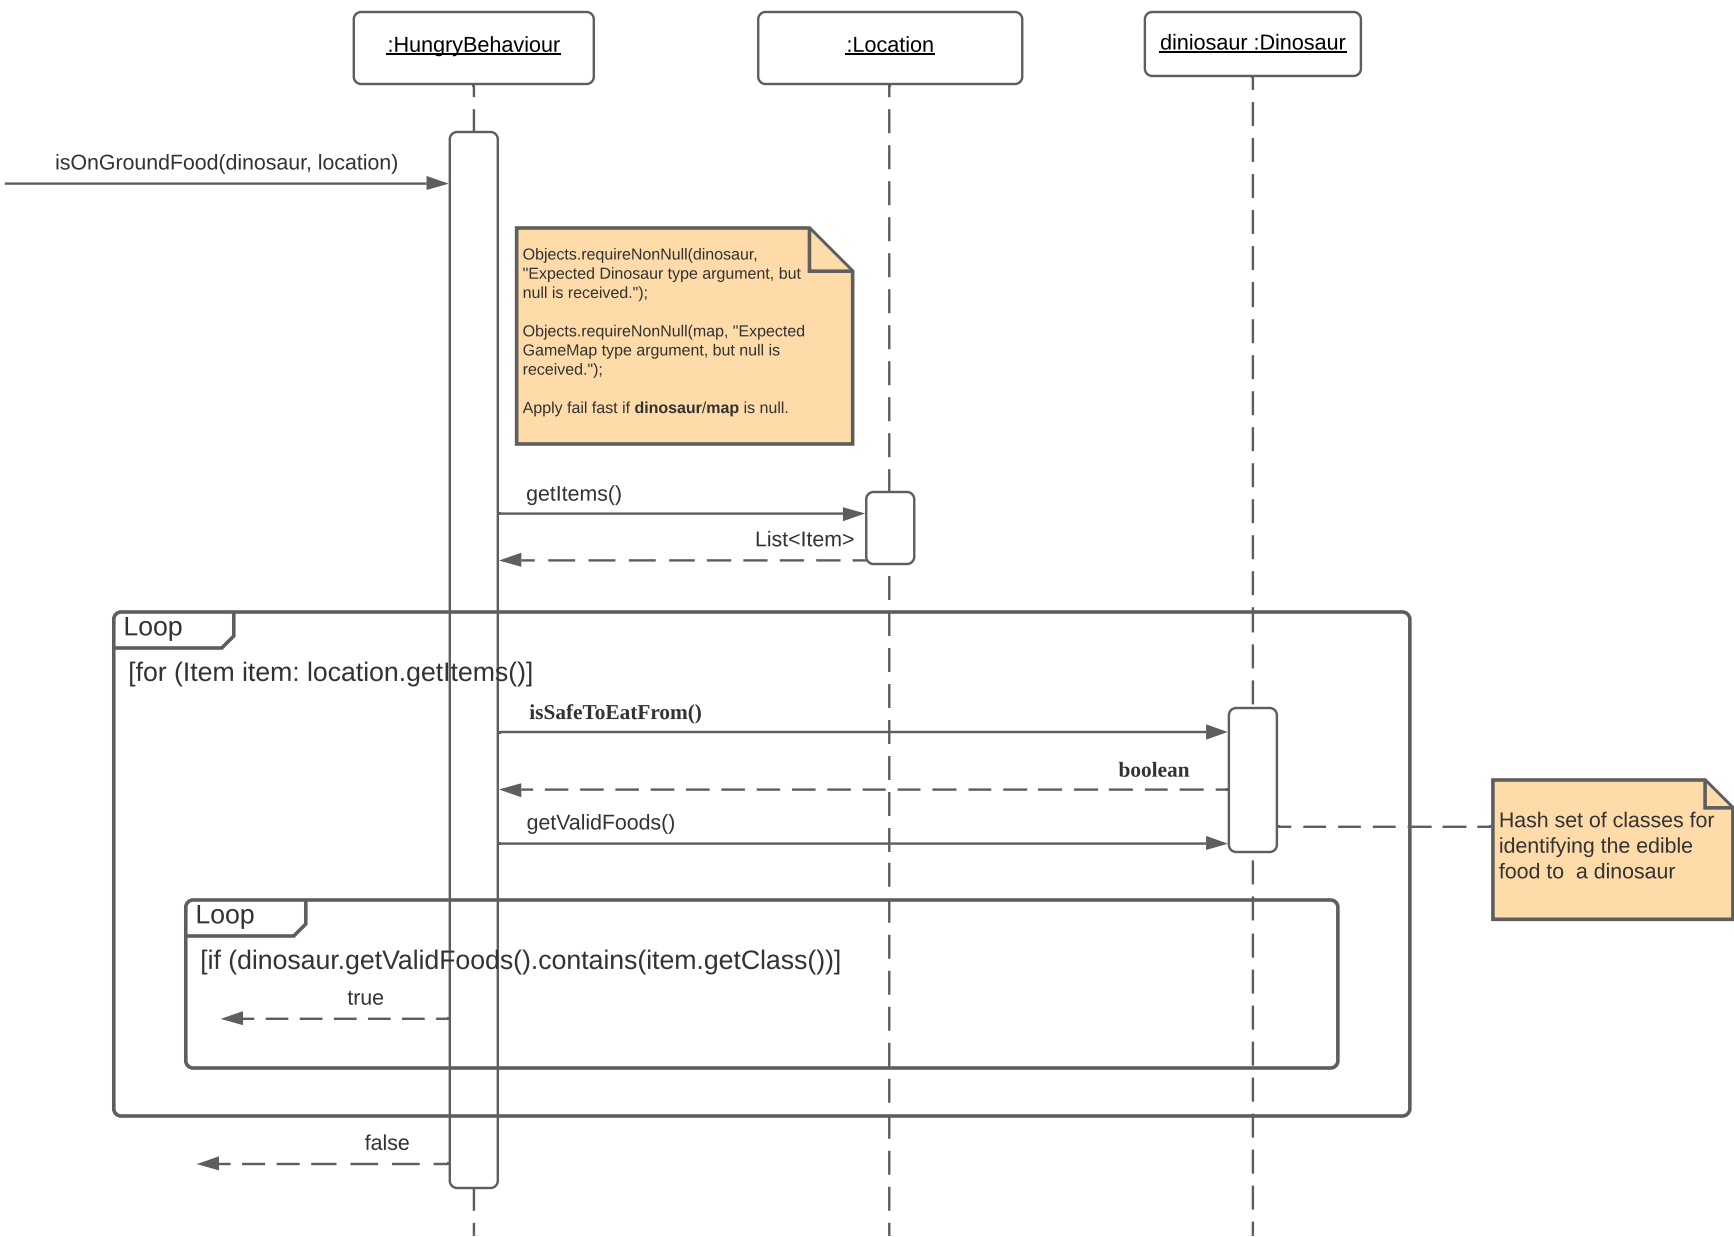 :HungryBehaviour
:Location
diniosaur :Dinosaur
isOnGroundFood(dinosaur, location)
Objects.requireNonNull(dinosaur,
"Expected Dinosaur type argument, but
null is received.");
Objects.requireNonNull(map, "Expected
GameMap type argument, but null is
received.");
Apply fail fast if dinosaur/map is null.
getItems()
List<Item>
Loop
[for (Item item: location.getItems()]
isSafeToEatFrom()
boolean
getValidFoods()
Hash set of classes for
identifying the edible
food to  a dinosaur
Loop
[if (dinosaur.getValidFoods().contains(item.getClass())]
true
false